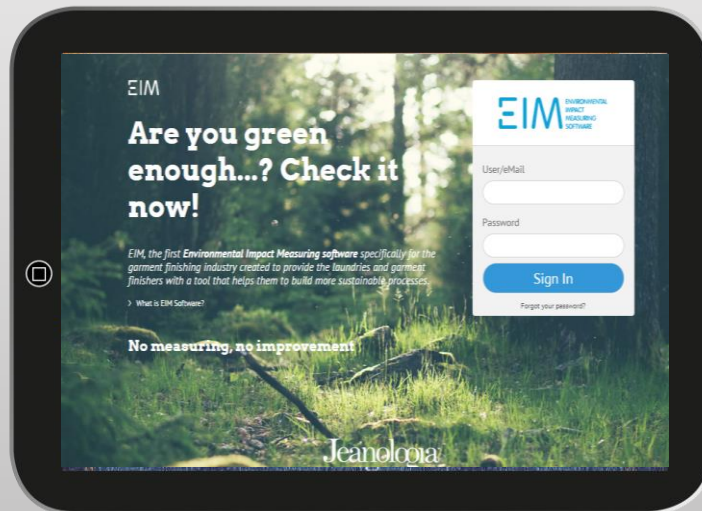 EIM
Are you green
enough...? Check it
now!
EIM, the first Environmental Impact Measuring software specifically for the
garment finishing industry created to provide the laundries and garment
finishers with a tool that helps them to build more sustainable processes.
> What is EIM Software?
No measuring, no improvement
Jeanologia
EIM
ENVIRONMENTAL
IMPACT
MEASURING
SOFTWARE
User/eMail
Password
Sign In
Forgot your password?